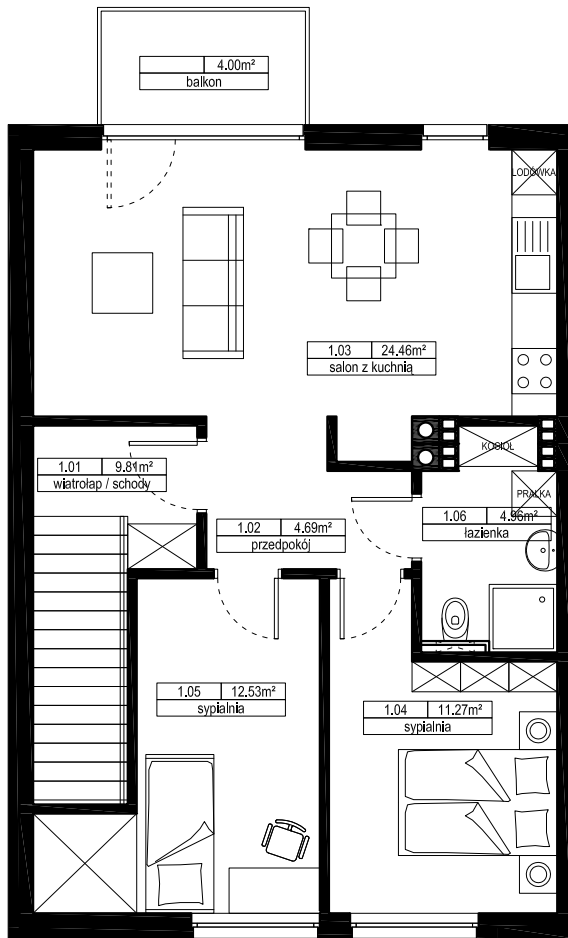 4.00m²
balkon
LODÓWKA
1.03 24.46m²
salon z kuchnią
KOSIOŁ
1.01 9.81m²
wiatrołap / schody
PRALKA
1.02 4.69m²
przedpokój
1.06 4.96m²
łazienka
1.05 12.53m²
sypialnia
1.04 11.27m²
sypialnia